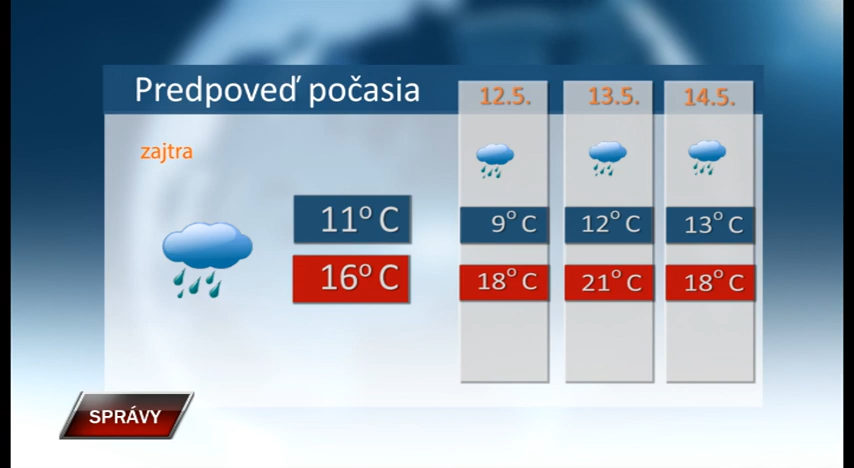 Predpoveď počasia
zajtra
11° C
16° C
12.5.
9° C
18° C
13.5.
12° C
21° C
14.5.
13° C
18° C
SPRÁVY